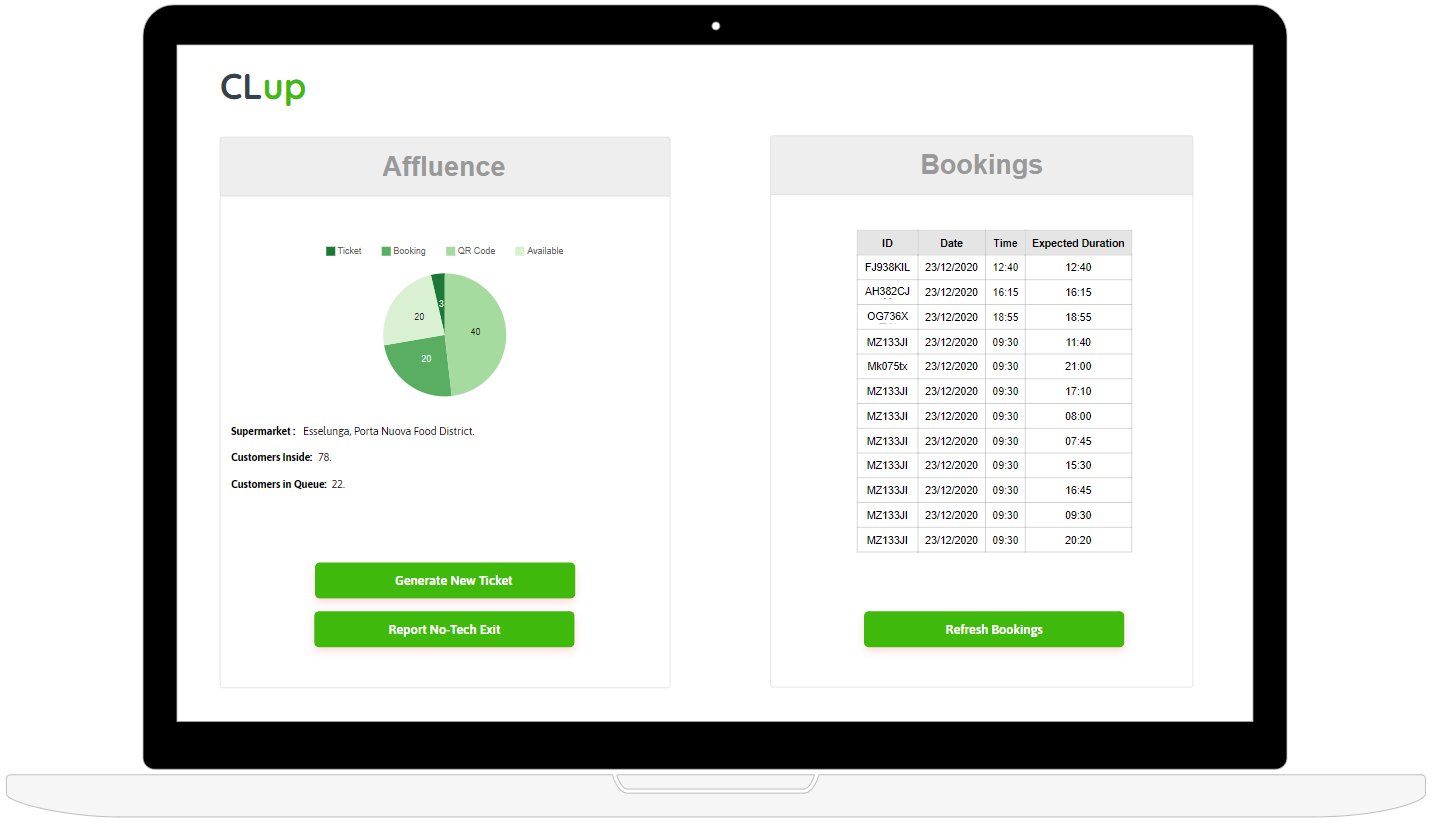 CLup
Affluence
Ticket Booking QR Code Available
3
20
40
20
Supermarket : Esselunga, Porta Nuova Food District.
Customers Inside: 78.
Customers in Queue: 22.
Generate New Ticket
Report No-Tech Exit
Bookings
ID Date Time Expected Duration
FJ938KIL 23/12/2020 12:40 12:40
AH382CJ 23/12/2020 16:15 16:15
OG736X 23/12/2020 18:55 18:55
MZ133JI 23/12/2020 09:30 11:40
Mk075tx 23/12/2020 09:30 21:00
MZ133JI 23/12/2020 09:30 17:10
MZ133JI 23/12/2020 09:30 08:00
MZ133JI 23/12/2020 09:30 07:45
MZ133JI 23/12/2020 09:30 15:30
MZ133JI 23/12/2020 09:30 16:45
MZ133JI 23/12/2020 09:30 09:30
MZ133JI 23/12/2020 09:30 20:20
Refresh Bookings